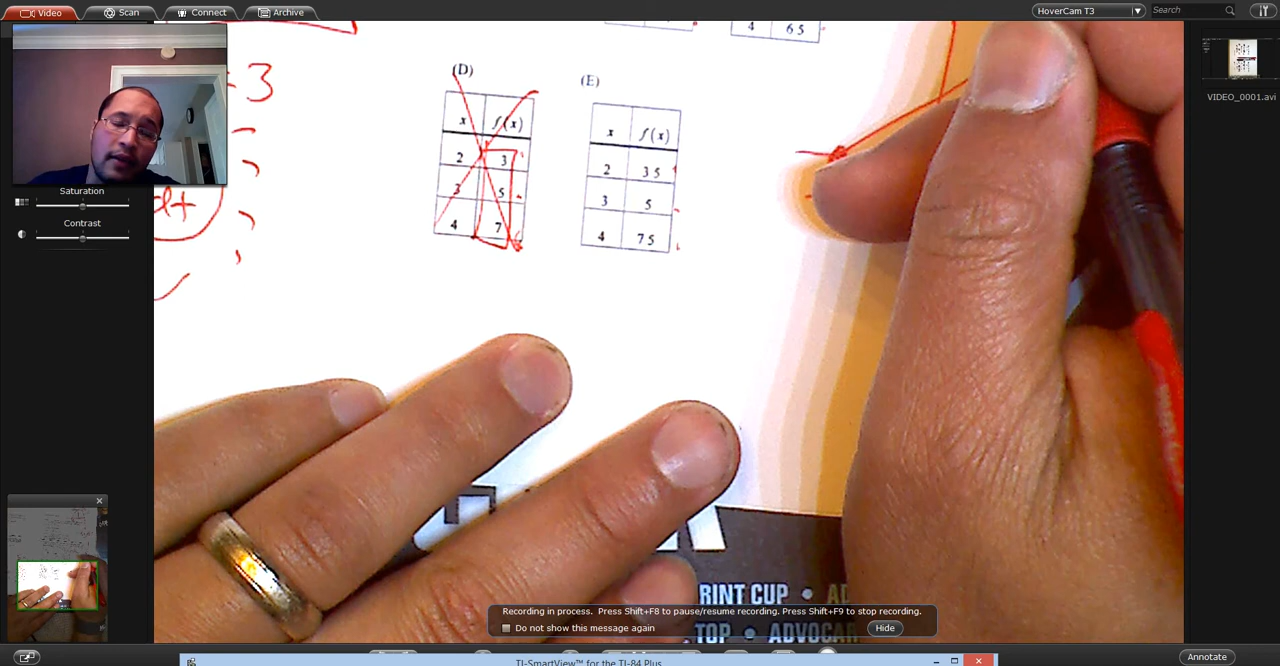 Video
Scan
Connect
Archive
HoverCam T3
Search
VIDEO_0001.avi
Saturation
Contrast
4 65
- 3
(D)
x f(x)
2 3
3 5
4 7
(E)
x f(x)
2 35
3 5
4 75
RINT CUP • AD
TOP • ADVOCAR
Recording in process. Press Shift+F8 to pause/resume recording. Press Shift+F9 to stop recording.
Do not show this message again
Hide
TI-SmartView™ for the TI-84 Plus
Annotate